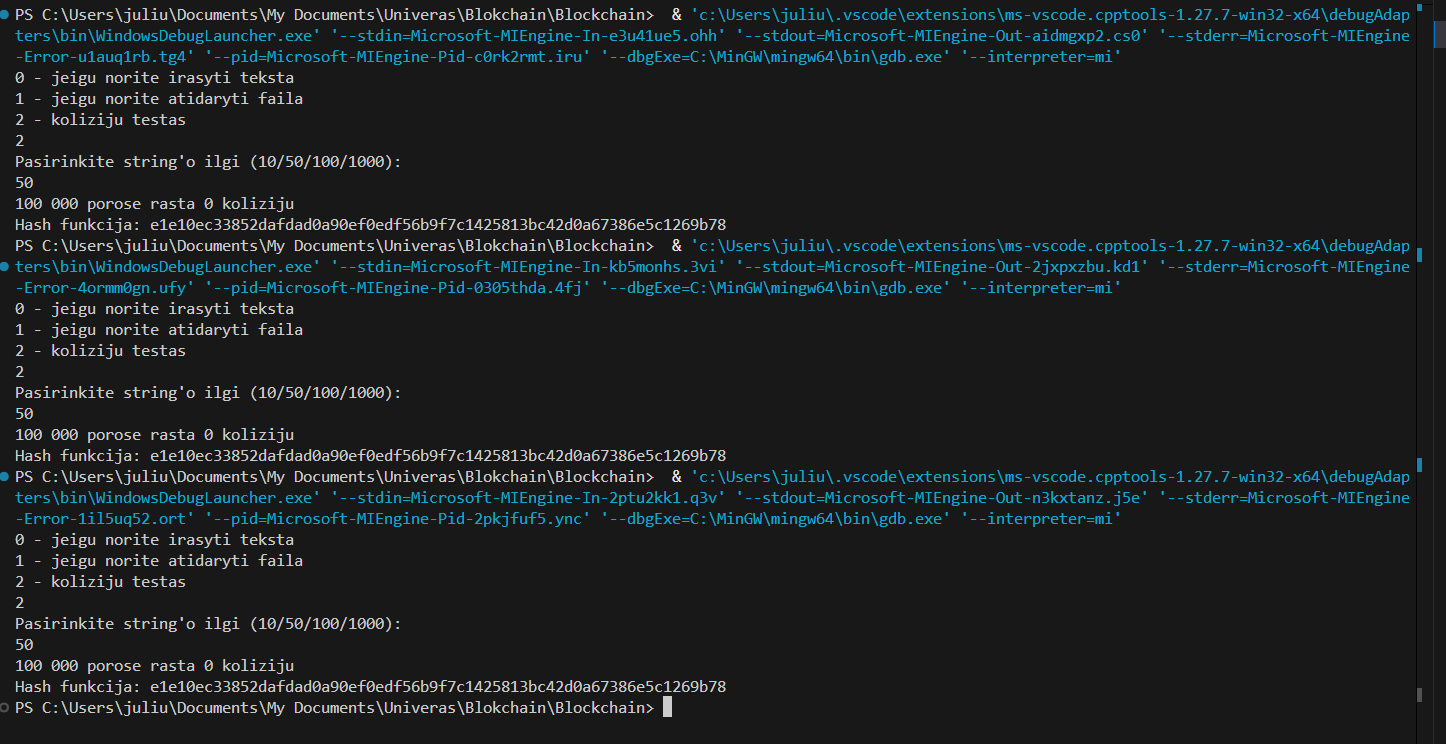 PS C:\Users\juliu\Documents\My Documents\Univeras\Blokchain\Blockchain>  & 'c:\Users\juliu\.vscode\extensions\ms-vscode.cpptools-1.27.7-win32-x64\debugAdap
ters\bin\WindowsDebugLauncher.exe' '--stdin=Microsoft-MIEngine-In-e3u41ue5.ohh' '--stdout=Microsoft-MIEngine-Out-aidmgxp2.cs0' '--stderr=Microsoft-MIEngine
-Error-u1auq1rb.tg4' '--pid=Microsoft-MIEngine-Pid-c0rk2rmt.iru' '--dbgExe=C:\MinGW\mingw64\bin\gdb.exe' '--interpreter=mi'
0 - jeigu norite irasyti teksta
1 - jeigu norite atidaryti faila
2 - koliziju testas
2
Pasirinkite string'o ilgi (10/50/100/1000):
50
100 000 porose rasta 0 koliziju
Hash funkcija: e1e10ec33852dafdad0a90ef0edf56b9f7c1425813bc42d0a67386e5c1269b78
PS C:\Users\juliu\Documents\My Documents\Univeras\Blokchain\Blockchain>  & 'c:\Users\juliu\.vscode\extensions\ms-vscode.cpptools-1.27.7-win32-x64\debugAdap
ters\bin\WindowsDebugLauncher.exe' '--stdin=Microsoft-MIEngine-In-kb5monhs.3vi' '--stdout=Microsoft-MIEngine-Out-2jxpxzbu.kd1' '--stderr=Microsoft-MIEngine
-Error-4ormm0gn.ufy' '--pid=Microsoft-MIEngine-Pid-0305thda.4fj' '--dbgExe=C:\MinGW\mingw64\bin\gdb.exe' '--interpreter=mi'
0 - jeigu norite irasyti teksta
1 - jeigu norite atidaryti faila
2 - koliziju testas
2
Pasirinkite string'o ilgi (10/50/100/1000):
50
100 000 porose rasta 0 koliziju
Hash funkcija: e1e10ec33852dafdad0a90ef0edf56b9f7c1425813bc42d0a67386e5c1269b78
PS C:\Users\juliu\Documents\My Documents\Univeras\Blokchain\Blockchain>  & 'c:\Users\juliu\.vscode\extensions\ms-vscode.cpptools-1.27.7-win32-x64\debugAdap
ters\bin\WindowsDebugLauncher.exe' '--stdin=Microsoft-MIEngine-In-2ptu2kk1.q3v' '--stdout=Microsoft-MIEngine-Out-n3kxtanz.j5e' '--stderr=Microsoft-MIEngine
-Error-1il5uq52.ort' '--pid=Microsoft-MIEngine-Pid-2pkjfuf5.ync' '--dbgExe=C:\MinGW\mingw64\bin\gdb.exe' '--interpreter=mi'
0 - jeigu norite irasyti teksta
1 - jeigu norite atidaryti faila
2 - koliziju testas
2
Pasirinkite string'o ilgi (10/50/100/1000):
50
100 000 porose rasta 0 koliziju
Hash funkcija: e1e10ec33852dafdad0a90ef0edf56b9f7c1425813bc42d0a67386e5c1269b78
PS C:\Users\juliu\Documents\My Documents\Univeras\Blokchain\Blockchain>